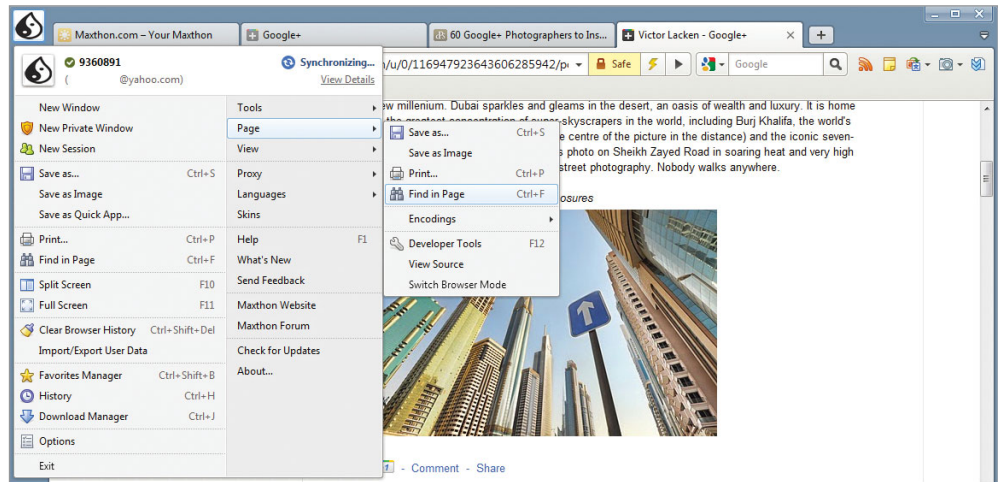 Maxthon.com – Your Maxthon
Google+
60 Google+ Photographers to Ins...
Victor Lacken - Google+
9360891
Synchronizing...
( @yahoo.com)
View Details
/u/0/116947923643606285942/p
Safe
Google
New Window
New Private Window
New Session
Save as... Ctrl+S
Save as Image
Save as Quick App...
Print... Ctrl+P
Find in Page Ctrl+F
Split Screen F10
Full Screen F11
Clear Browser History Ctrl+Shift+Del
Import/Export User Data
Favorites Manager Ctrl+Shift+B
History Ctrl+H
Download Manager Ctrl+J
Options
Exit
Tools
Page
View
Proxy
Languages
Skins
Help F1
What's New
Send Feedback
Maxthon Website
Maxthon Forum
Check for Updates
About...
Save as... Ctrl+S
Save as Image
Print... Ctrl+P
Find in Page Ctrl+F
Encodings
Developer Tools F12
View Source
Switch Browser Mode
ew millenium. Dubai sparkles and gleams in the desert, an oasis of wealth and luxury. It is home
skyscrapers in the world, including Burj Khalifa, the world's
e centre of the picture in the distance) and the iconic seven-
s photo on Sheikh Zayed Road in soaring heat and very high
street photography. Nobody walks anywhere.
osures
- Comment - Share